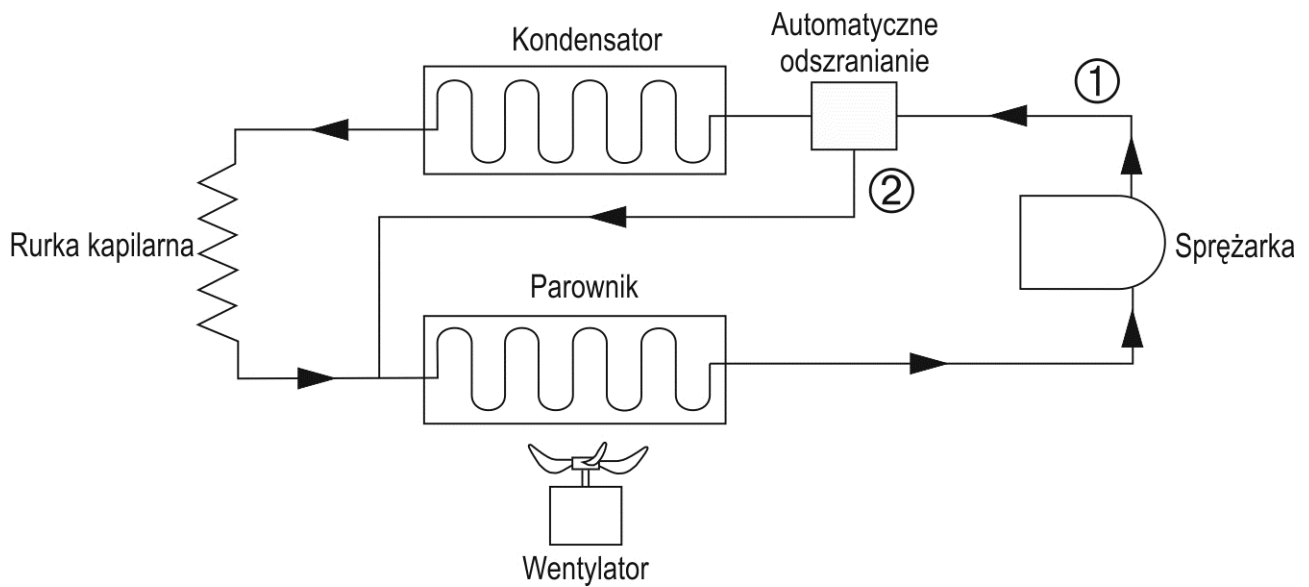 Automatyczne
odszranianie
Kondensator
1
2
Rurka kapilarna
Sprężarka
Parownik
Wentylator